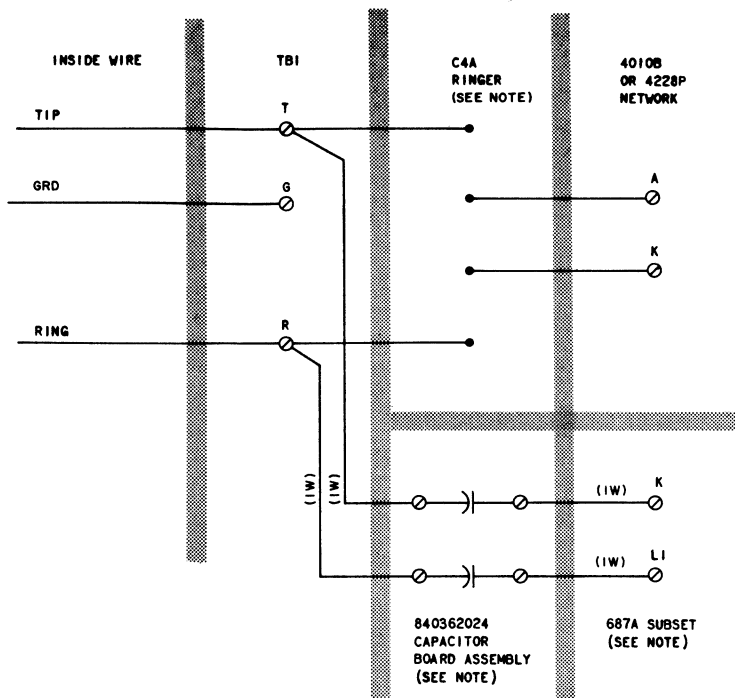 INSIDE WIRE
TB1
C4A
RINGER
(SEE NOTE)
4010B
OR 4228P
NETWORK
TIP
T
GRD
G
A
K
RING
R
(1W)
(1W)
(1W)
K
(1W)
L1
840362024
CAPACITOR
BOARD ASSEMBLY
(SEE NOTE)
687A SUBSET
(SEE NOTE)